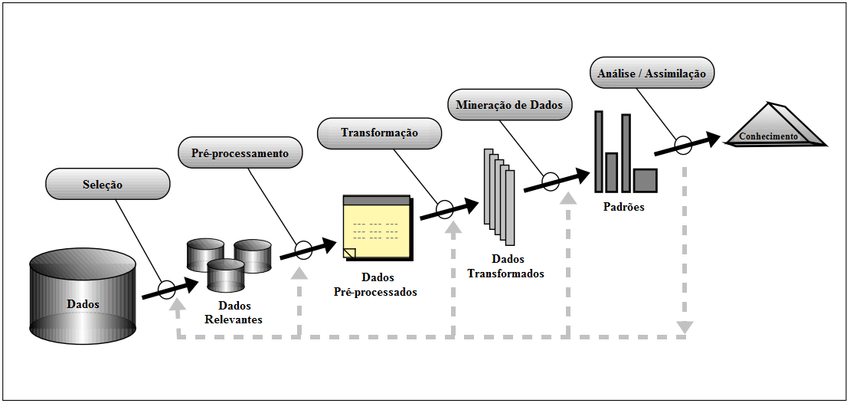 Análise / Assimilação
Mineração de Dados
Transformação
Pré-processamento
Seleção
Conhecimento
Padrões
Dados
Transformados
Dados
Pré-processados
Dados
Relevantes
Dados